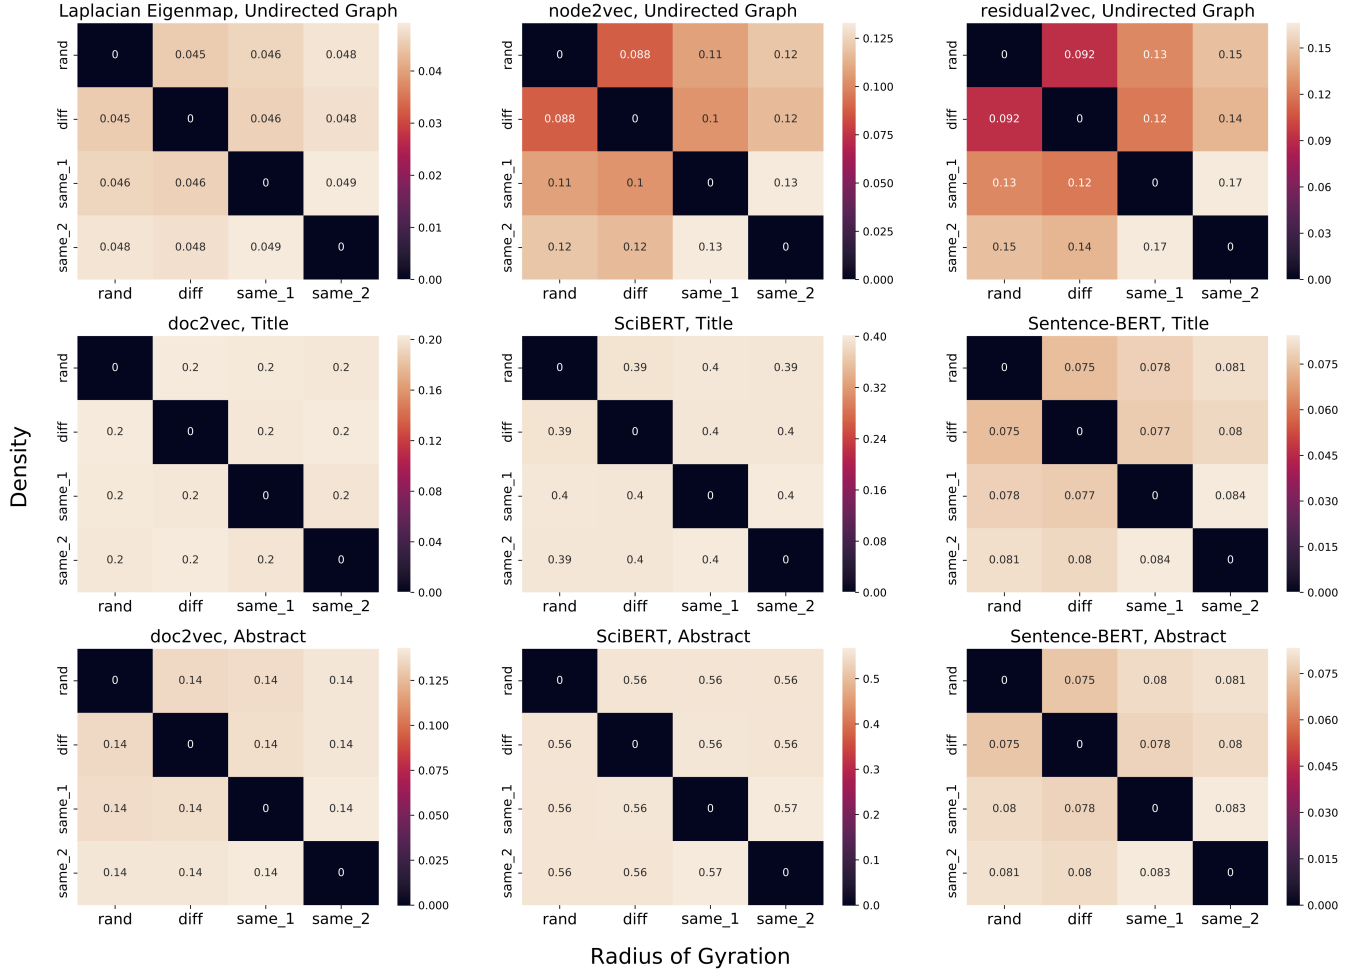 Laplacian Eigenmap, Undirected Graph
rand 0 0.045 0.046 0.048
diff 0.045 0 0.046 0.048
same_1 0.046 0.046 0 0.049
same_2 0.048 0.048 0.049 0
rand diff same_1 same_2
0.04
0.03
0.02
0.01
0.00
node2vec, Undirected Graph
0 0.088 0.11 0.12
0.088 0 0.1 0.12
0.11 0.1 0 0.13
0.12 0.12 0.13 0
rand diff same_1 same_2
0.125
0.100
0.075
0.050
0.025
0.000
residual2vec, Undirected Graph
rand 0 0.092 0.13 0.15
diff 0.092 0 0.12 0.14
same_1 0.13 0.12 0 0.17
same_2 0.15 0.14 0.17 0
rand diff same_1 same_2
0.15
0.12
0.09
0.06
0.03
0.00
Density
doc2vec, Title
rand 0 0.2 0.2 0.2
diff 0.2 0 0.2 0.2
same_1 0.2 0.2 0 0.2
same_2 0.2 0.2 0.2 0
rand diff same_1 same_2
0.20
0.16
0.12
0.08
0.04
0.00
SciBERT, Title
rand 0 0.39 0.4 0.39
diff 0.39 0 0.4 0.4
same_1 0.4 0.4 0 0.4
same_2 0.39 0.4 0.4 0
rand diff same_1 same_2
0.40
0.32
0.24
0.16
0.08
0.00
Sentence-BERT, Title
rand 0 0.075 0.078 0.081
diff 0.075 0 0.077 0.08
same_1 0.078 0.077 0 0.084
same_2 0.081 0.08 0.084 0
rand diff same_1 same_2
0.075
0.060
0.045
0.030
0.015
0.000
doc2vec, Abstract
rand 0 0.14 0.14 0.14
diff 0.14 0 0.14 0.14
same_1 0.14 0.14 0 0.14
same_2 0.14 0.14 0.14 0
rand diff same_1 same_2
0.125
0.100
0.075
0.050
0.025
0.000
SciBERT, Abstract
rand 0 0.56 0.56 0.56
diff 0.56 0 0.56 0.56
same_1 0.56 0.56 0 0.57
same_2 0.56 0.56 0.57 0
rand diff same_1 same_2
0.5
0.4
0.3
0.2
0.1
0.0
Sentence-BERT, Abstract
rand 0 0.075 0.08 0.081
diff 0.075 0 0.078 0.08
same_1 0.08 0.078 0 0.083
same_2 0.081 0.08 0.083 0
rand diff same_1 same_2
0.075
0.060
0.045
0.030
0.015
0.000
Radius of Gyration